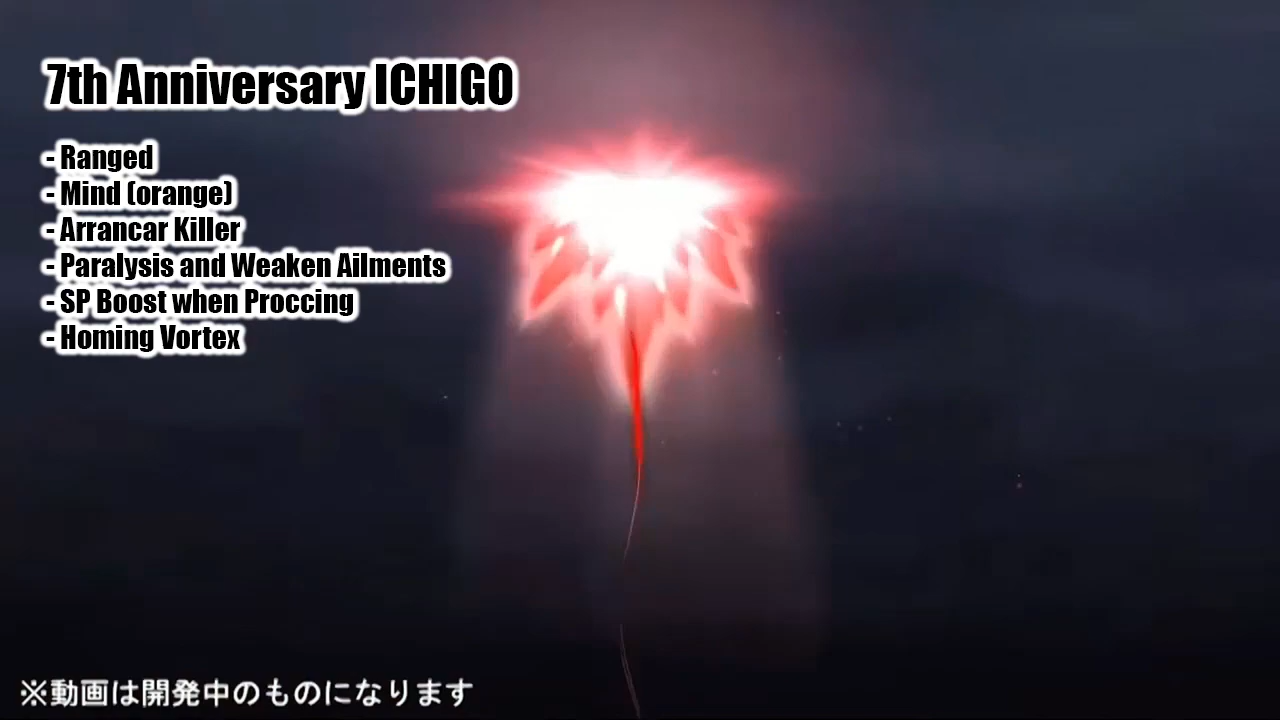 7th Anniversary ICHIGO
- Ranged
- Mind (orange)
- Arrancar Killer
- Paralysis and Weaken Ailments
- SP Boost when Proccing
- Homing Vortex
※動画は開発中のものになります